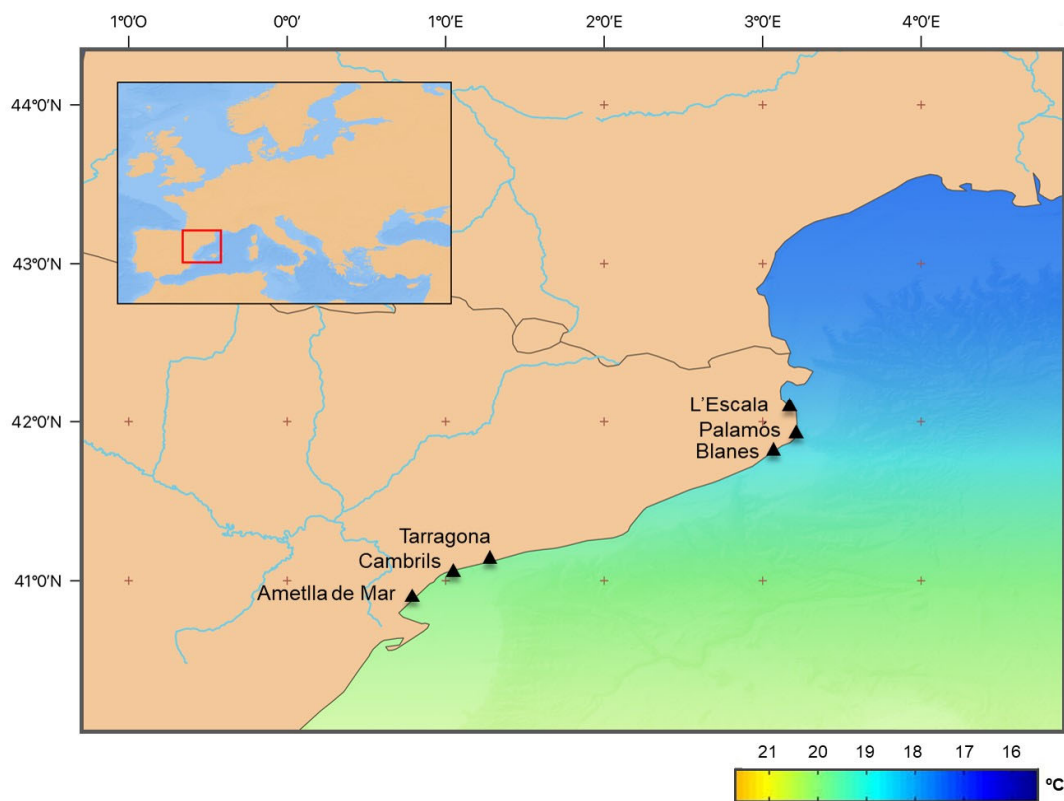 1°0'O 0°0' 1°0'E 2°0'E 3°0'E 4°0'E
44°0'N
43°0'N
42°0'N
41°0'N
L'Escala
Palamós
Blanes
Tarragona
Cambrils
Ametlla de Mar
21 20 19 18 17 16
ºC